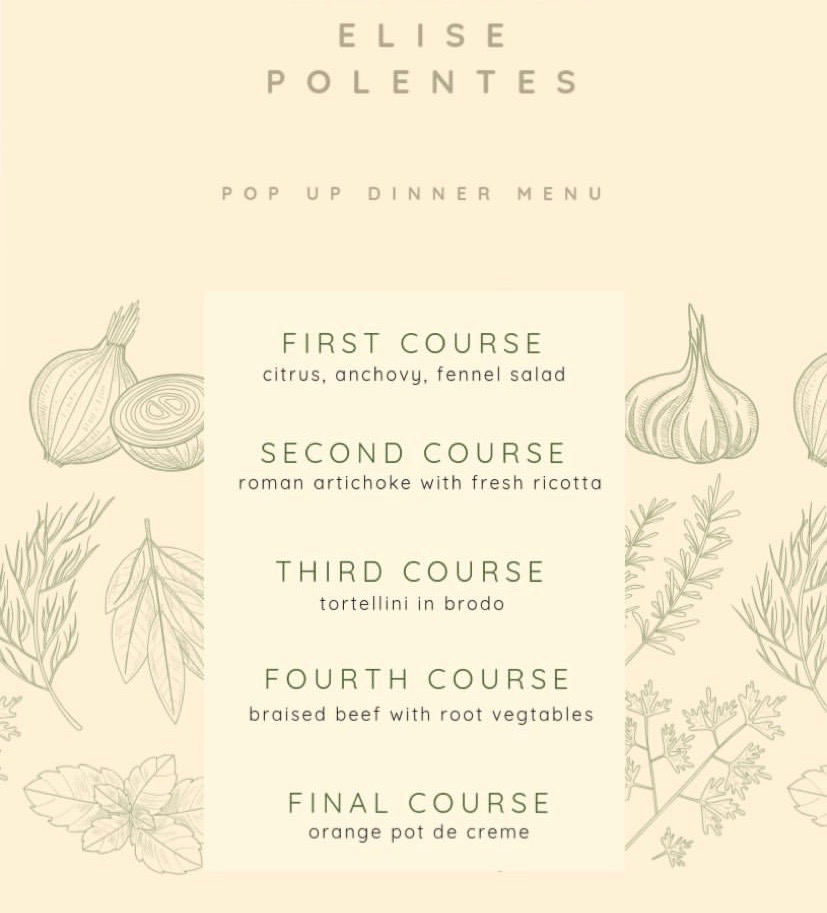 ELISE
POLENTES
POP UP DINNER MENU
FIRST COURSE
citrus, anchovy, fennel salad
SECOND COURSE
roman artichoke with fresh ricotta
THIRD COURSE
tortellini in brodo
FOURTH COURSE
braised beef with root vegtables
FINAL COURSE
orange pot de creme